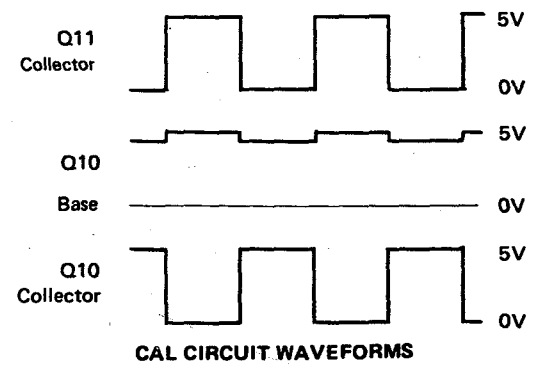 Q11
Collector
5V
0V
Q10
Base
5V
0V
Q10
Collector
5V
0V
CAL CIRCUIT WAVEFORMS